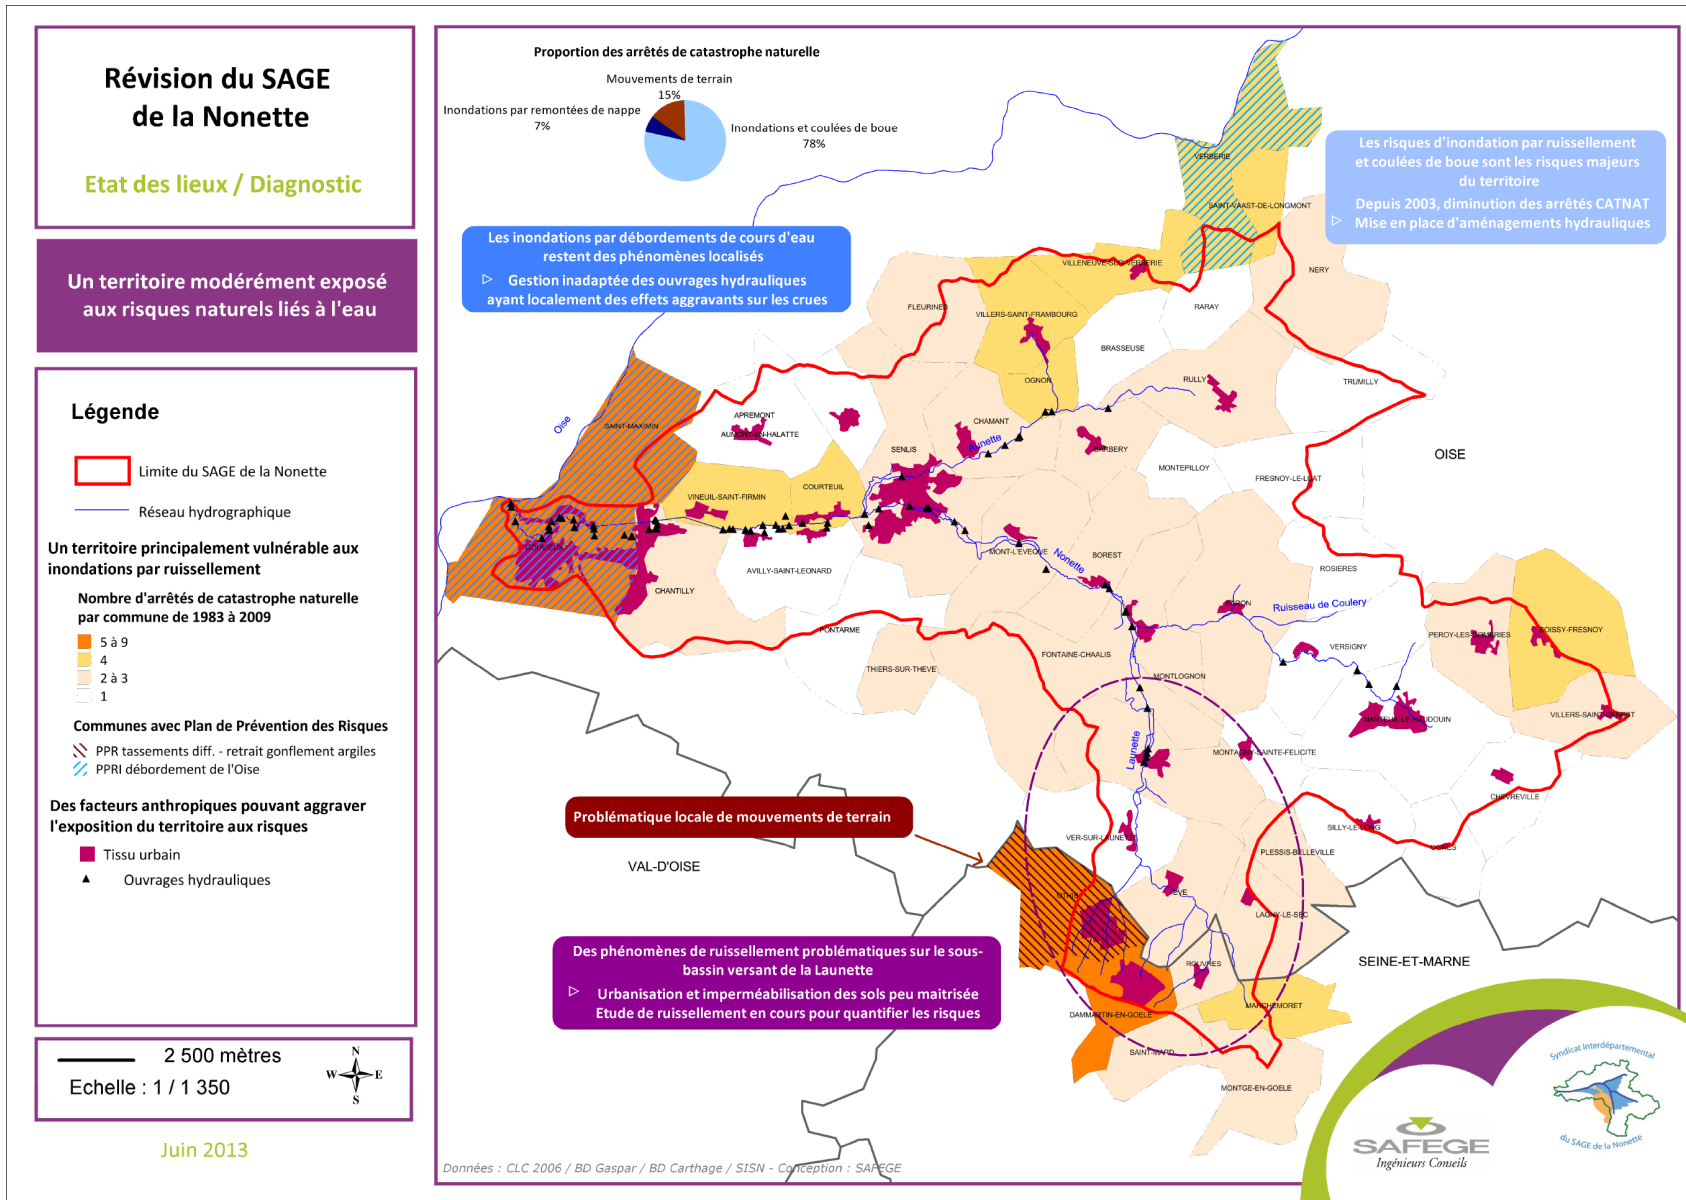 Révision du SAGE
de la Nonette
Etat des lieux / Diagnostic
Un territoire modérément exposé
aux risques naturels liés à l'eau
Légende
Limite du SAGE de la Nonette
Réseau hydrographique
Un territoire principalement vulnérable aux
inondations par ruissellement
Nombre d'arrêtés de catastrophe naturelle
par commune de 1983 à 2009
5 à 9
4
2 à 3
1
Communes avec Plan de Prévention des Risques
PPR tassements diff. - retrait gonflement argiles
PPRI débordement de l'Oise
Des facteurs anthropiques pouvant aggraver
l'exposition du territoire aux risques
Tissu urbain
Ouvrages hydrauliques
2 500 mètres
Echelle : 1 / 1 350
N
W E
S
Juin 2013
Proportion des arrêtés de catastrophe naturelle
Mouvements de terrain
15%
Inondations par remontées de nappe
7%
Inondations et coulées de boue
78%
Les risques d'inondation par ruissellement
et coulées de boue sont les risques majeurs
du territoire
Depuis 2003, diminution des arrêtés CATNAT
Mise en place d'aménagements hydrauliques
Les inondations par débordements de cours d'eau
restent des phénomènes localisés
Gestion inadaptée des ouvrages hydrauliques
ayant localement des effets aggravants sur les crues
VERBERIE
SAINT-VAAST-DE-LONGMONT
VILLENEUVE-SUR-VERBERIE
NERY
FLEURINES
VILLERS-SAINT-FRAMBOURG
RARAY
BRASSEUSE
OGNON
RULLY
TRUMILLY
Oise
SAINT-MAXIMIN
APREMONT
AUMONT-EN-HALATTE
CHAMANT
Aunette
SENLIS
BARBERY
OISE
MONTEPILLOY
FRESNOY-LE-LUAT
VINEUIL-SAINT-FIRMIN
COURTEUIL
GOUVIEUX
MONT-L'EVEQUE
Nonette
BOREST
AVILLY-SAINT-LEONARD
ROSIERES
CHANTILLY
BARON
Ruisseau de Coulery
PONTARME
PEROY-LES-GOMBRIES
BOISSY-FRESNOY
VERSIGNY
FONTAINE-CHAALIS
THIERS-SUR-THEVE
MONTLOGNON
NANTEUIL-LE-HAUDOUIN
VILLERS-SAINT-GENEST
Launette
MONTAGNY-SAINTE-FELICITE
CHEVREVILLE
Problématique locale de mouvements de terrain
SILLY-LE-LONG
VER-SUR-LAUNETTE
OGNES
PLESSIS-BELLEVILLE
VAL-D'OISE
EVE
OTHIS
LAGNY-LE-SEC
Des phénomènes de ruissellement problématiques sur le sous-
bassin versant de la Launette
Urbanisation et imperméabilisation des sols peu maitrisée
Etude de ruissellement en cours pour quantifier les risques
ROUVRES
SEINE-ET-MARNE
MARCHEMORET
DAMMARTIN-EN-GOELE
SAINT-MARD
MONTGE-EN-GOELE
Syndicat Interdépartemental
du SAGE de la Nonette
SAFEGE
Ingénieurs Conseils
Données : CLC 2006 / BD Gaspar / BD Carthage / SISN - Conception : SAFEGE